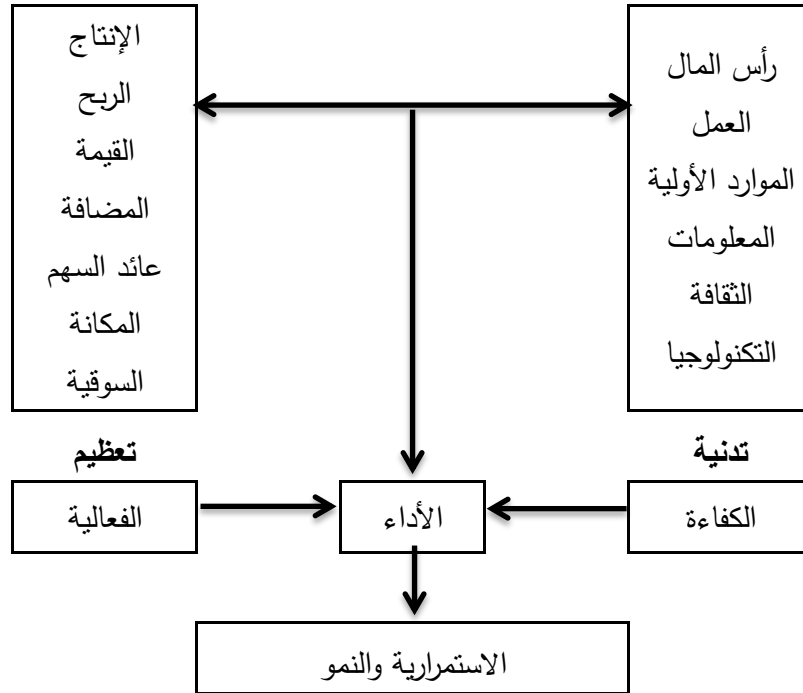 رأس المال
العمل
الموارد الأولية
المعلومات
الثقافة
التكنولوجيا
الإنتاج
الربح
القيمة
المضافة
عائد السهم
المكانة
السوقية
تدنية
تعظيم
الكفاءة
الأداء
الفعالية
الاستمرارية والنمو